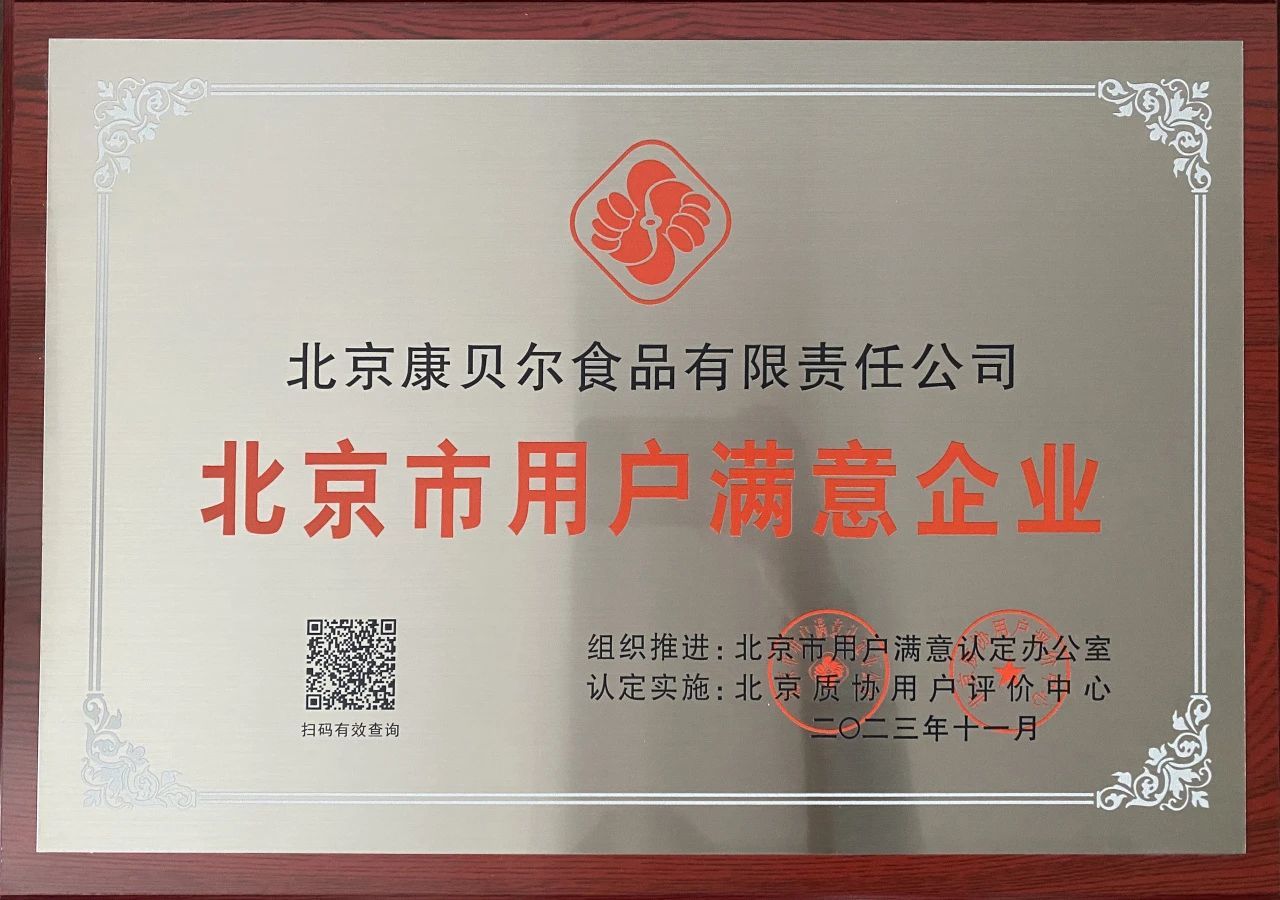 北京康贝尔食品有限责任公司
北京市用户满意企业
扫码有效查询
组织推进：北京市用户满意认定办公室
认定实施：北京质协用户评价中心
二〇二三年十一月